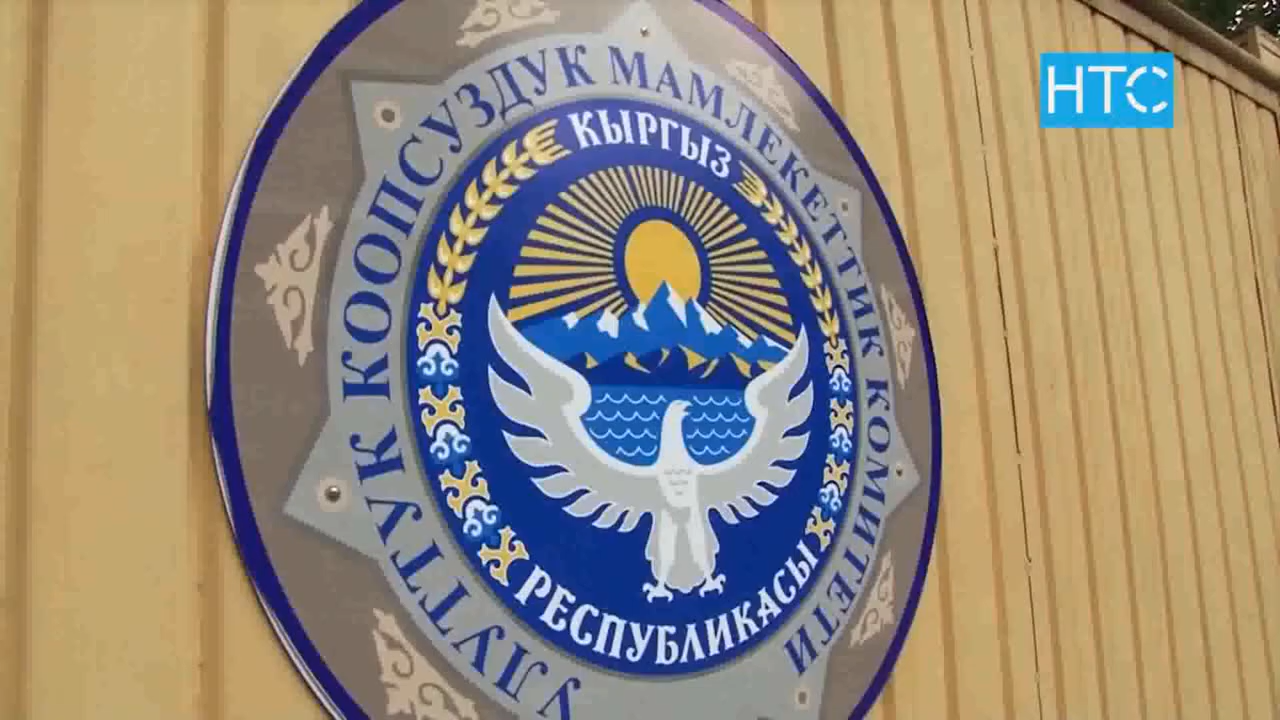 УЛУТТУК КООПСУЗДУК МАМЛЕКЕТТИК КОМИТЕТИ
КЫРГЫЗ
РЕСПУБЛИКАСЫ
НТС